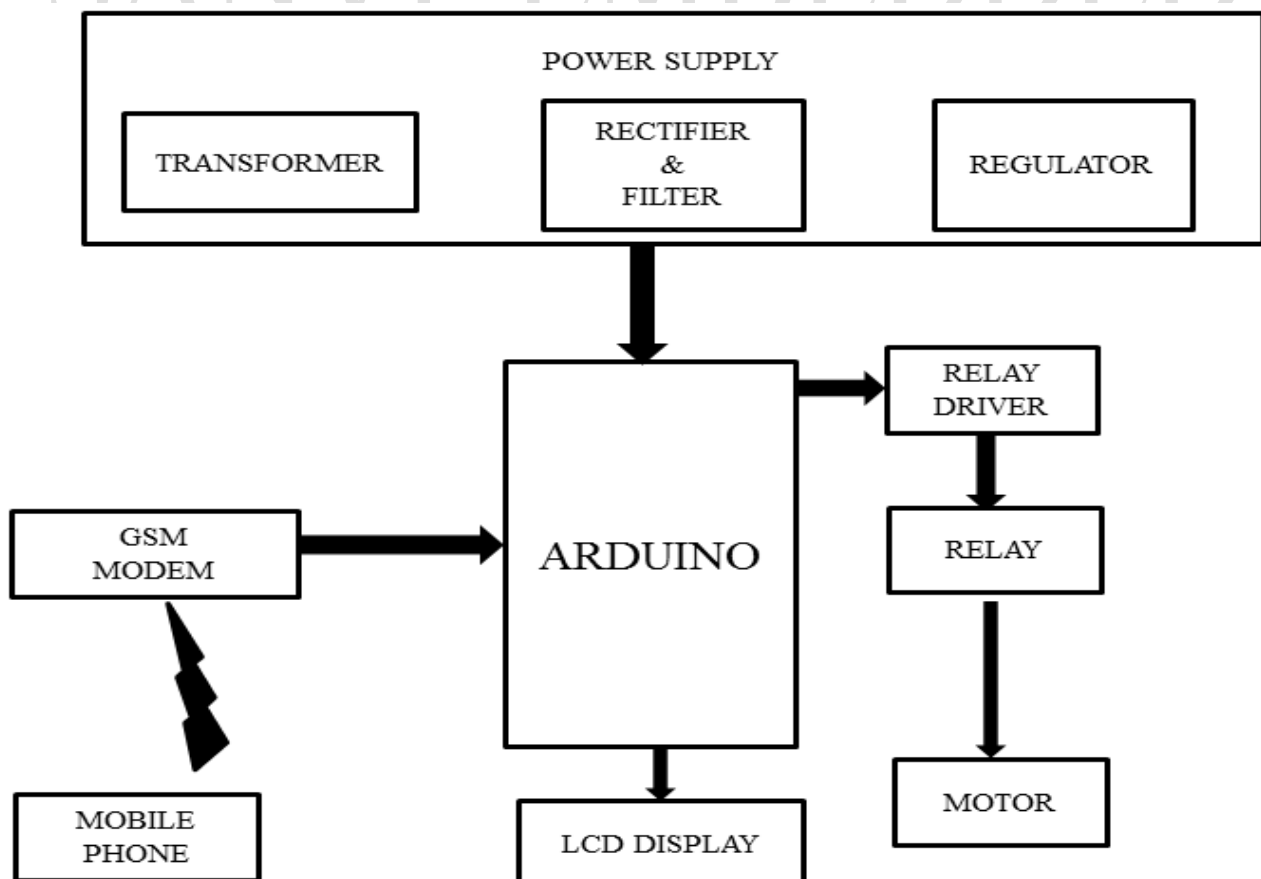 POWER SUPPLY
TRANSFORMER
RECTIFIER
&
FILTER
REGULATOR
RELAY
DRIVER
GSM
MODEM
ARDUINO
RELAY
MOBILE
PHONE
LCD DISPLAY
MOTOR